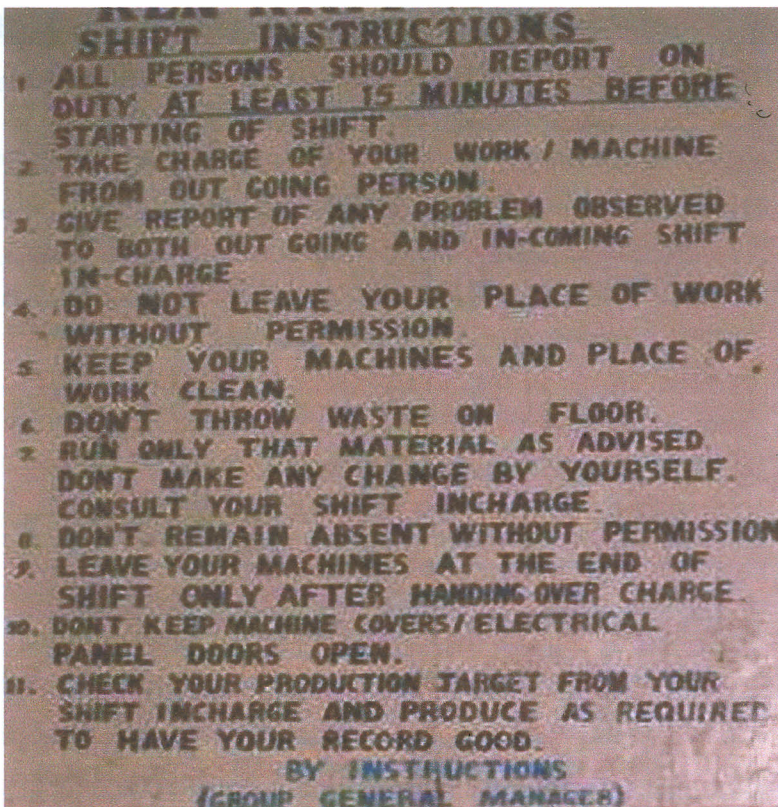 SHIFT INSTRUCTIONS
1. ALL PERSONS SHOULD REPORT ON
DUTY AT LEAST 15 MINUTES BEFORE
STARTING OF SHIFT.
2. TAKE CHARGE OF YOUR WORK / MACHINE
FROM OUT GOING PERSON.
3. GIVE REPORT OF ANY PROBLEM OBSERVED
TO BOTH OUT GOING AND IN-COMING SHIFT
IN-CHARGE.
4. DO NOT LEAVE YOUR PLACE OF WORK
WITHOUT PERMISSION.
5. KEEP YOUR MACHINES AND PLACE OF
WORK CLEAN.
6. DON'T THROW WASTE ON FLOOR.
7. RUN ONLY THAT MATERIAL AS ADVISED
DON'T MAKE ANY CHANGE BY YOURSELF.
CONSULT YOUR SHIFT INCHARGE.
8. DON'T REMAIN ABSENT WITHOUT PERMISSION
9. LEAVE YOUR MACHINES AT THE END OF
SHIFT ONLY AFTER HANDING OVER CHARGE.
10. DON'T KEEP MACHINE COVERS/ELECTRICAL
PANEL DOORS OPEN.
11. CHECK YOUR PRODUCTION TARGET FROM YOUR
SHIFT INCHARGE AND PRODUCE AS REQUIRED
TO HAVE YOUR RECORD GOOD.
BY INSTRUCTIONS
(GROUP GENERAL MANAGER)